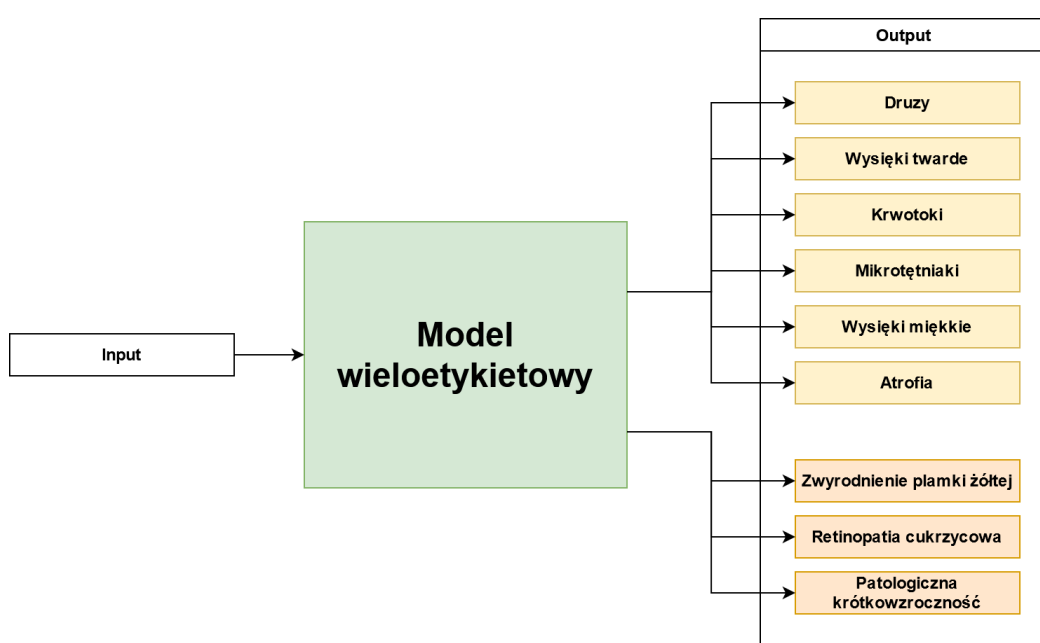 Output
Druzy
Wysięki twarde
Krwotoki
Mikrotętniaki
Wysięki miękkie
Atrofia
Input
Model
wieloetykietowy
Zwyrodnienie plamki żółtej
Retinopatia cukrzycowa
Patologiczna
krótkowzroczność